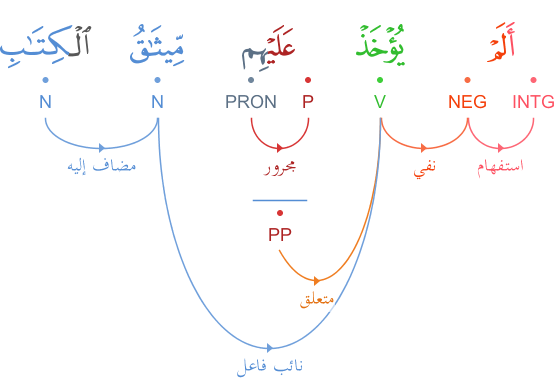 أَلَمۡ يُؤۡخَذۡ عَلَيۡهِم مِّيثَٰقُ ٱلۡكِتَٰبِ
INTG NEG V P PRON N N
استفهام نفي مجرور مضاف إليه
PP
متعلق
نائب فاعل